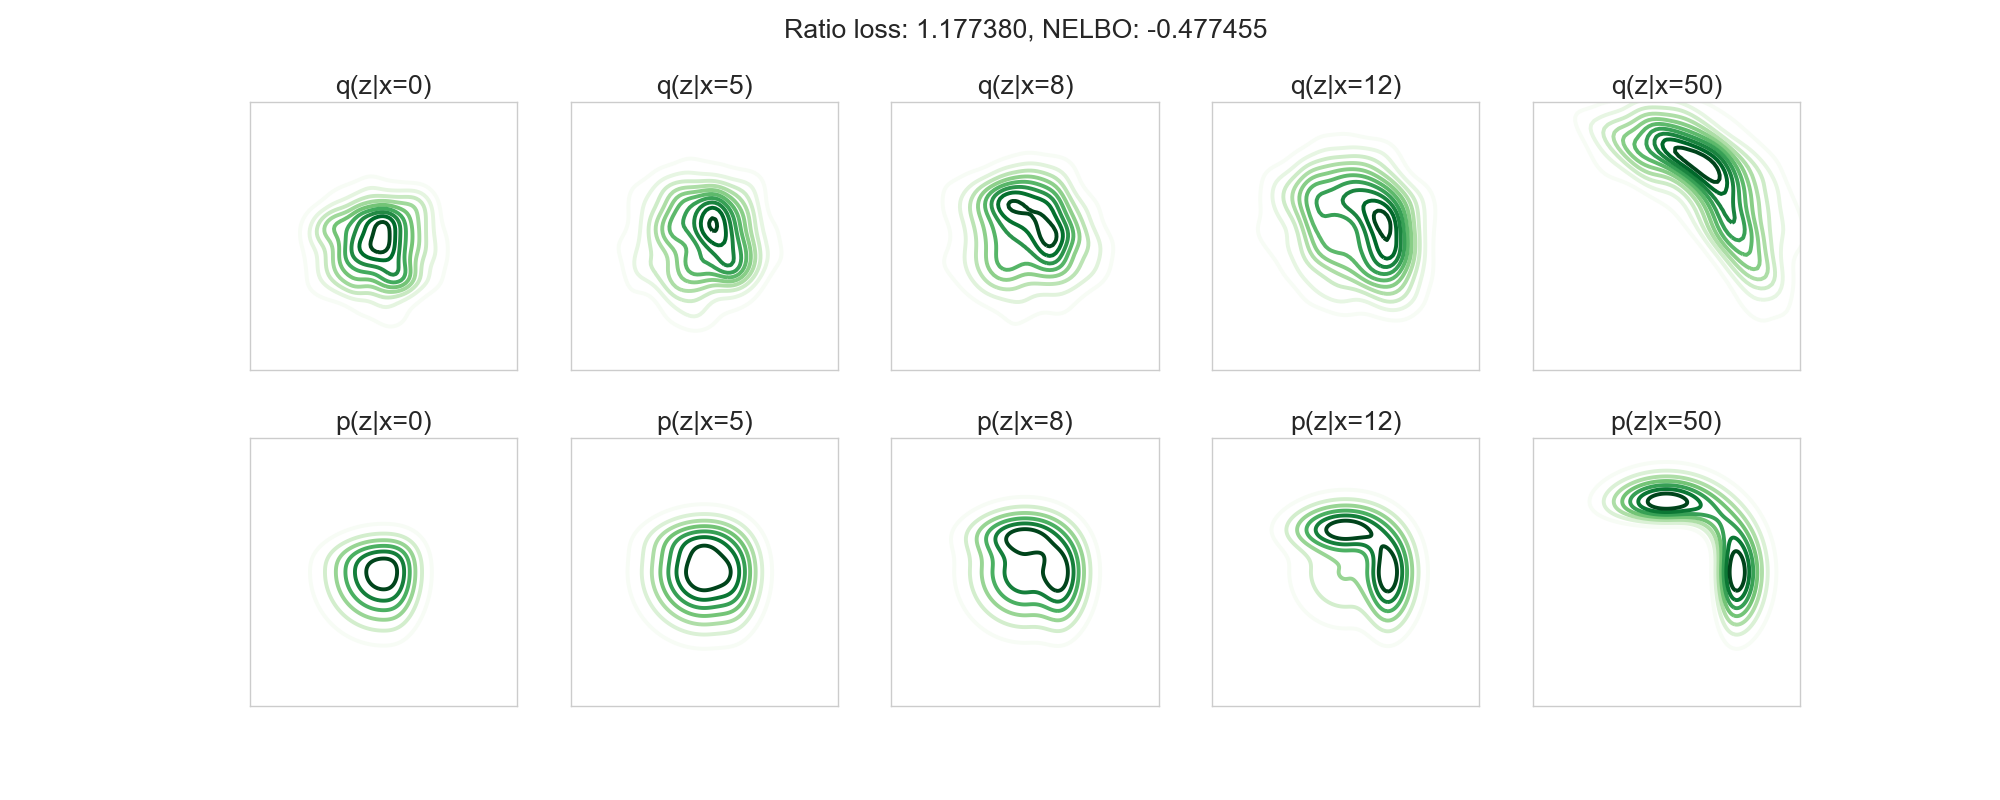 Ratio loss: 1.177380, NELBO: -0.477455
q(z|x=0) q(z|x=5) q(z|x=8) q(z|x=12) q(z|x=50)
p(z|x=0) p(z|x=5) p(z|x=8) p(z|x=12) p(z|x=50)